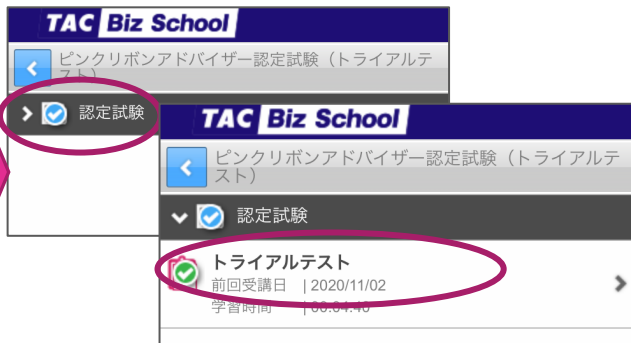 TAC Biz School
ピンクリボンアドバイザー認定試験（トライアルテ
スト）
認定試験
TAC Biz School
ピンクリボンアドバイザー認定試験（トライアルテ
スト）
認定試験
トライアルテスト
前回受講日 | 2020/11/02
学習時間 | 00:04:40